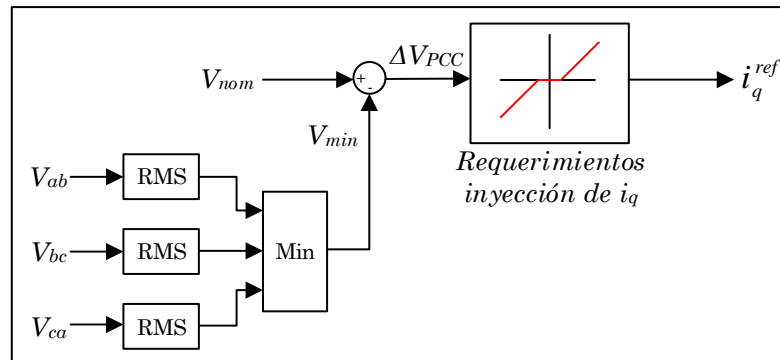 V_nom
+
-
ΔV_PCC
i_q^ref
V_min
Requerimientos
inyección de i_q
V_ab
RMS
V_bc
RMS
Min
V_ca
RMS